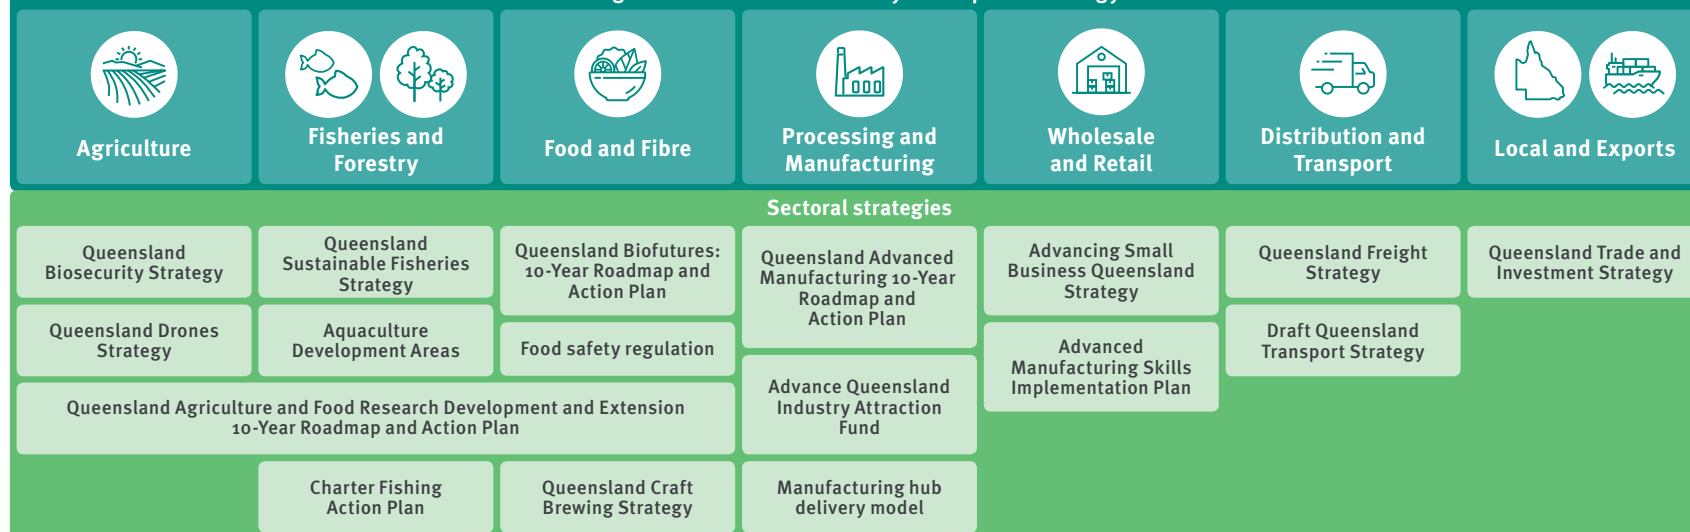 Agriculture
Fisheries and
Forestry
Food and Fibre
Processing and
Manufacturing
Wholesale
and Retail
Distribution and
Transport
Local and Exports
Sectoral strategies
Queensland
Biosecurity Strategy
Queensland Drones
Strategy
Queensland
Sustainable Fisheries
Strategy
Aquaculture
Development Areas
Queensland Biofutures:
10-Year Roadmap and
Action Plan
Food safety regulation
Queensland Agriculture and Food Research Development and Extension
10-Year Roadmap and Action Plan
Charter Fishing
Action Plan
Queensland Craft
Brewing Strategy
Queensland Advanced
Manufacturing 10-Year
Roadmap and
Action Plan
Advance Queensland
Industry Attraction
Fund
Manufacturing hub
delivery model
Advancing Small
Business Queensland
Strategy
Advanced
Manufacturing Skills
Implementation Plan
Queensland Freight
Strategy
Draft Queensland
Transport Strategy
Queensland Trade and
Investment Strategy